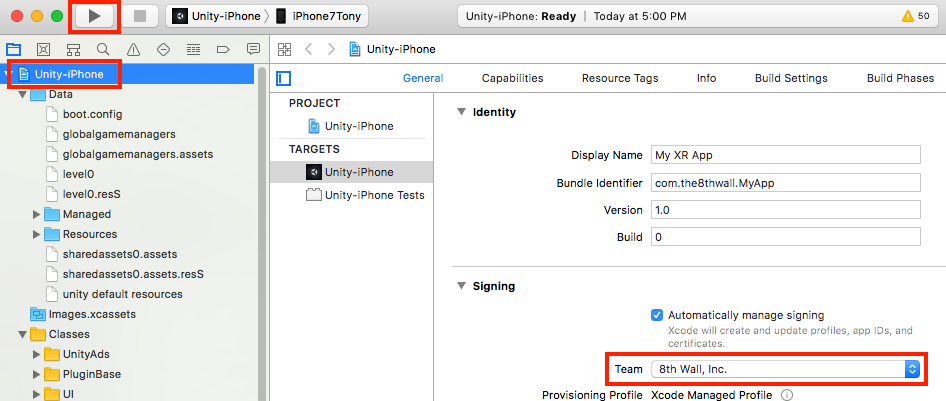 Unity-iPhone iPhone7Tony Unity-iPhone: Ready Today at 5:00 PM 50
Unity-iPhone
Unity-iPhone
Data
boot.config
globalgamemanagers
globalgamemanagers.assets
level0
level0.resS
Managed
Resources
sharedassets0.assets
sharedassets0.assets.resS
unity default resources
Images.xcassets
Classes
UnityAds
PluginBase
UI
General Capabilities Resource Tags Info Build Settings Build Phases
PROJECT
Unity-iPhone
TARGETS
Unity-iPhone
Unity-iPhone Tests
Identity
Display Name My XR App
Bundle Identifier com.the8thwall.MyApp
Version 1.0
Build 0
Signing
Automatically manage signing
Xcode will create and update profiles, app IDs, and
certificates.
Team 8th Wall, Inc.
Provisioning Profile Xcode Managed Profile